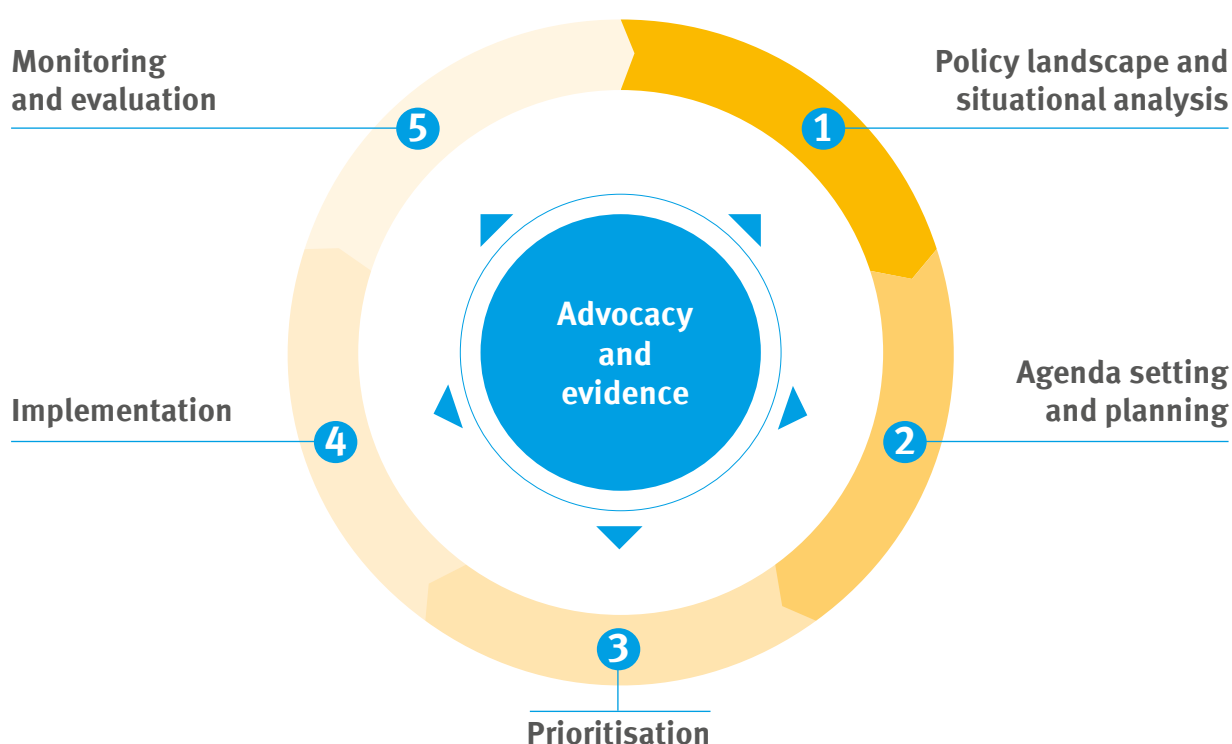 Monitoring
and evaluation
5
Policy landscape and
situational analysis
1
Advocacy
and
evidence
Implementation
4
Agenda setting
and planning
2
3
Prioritisation